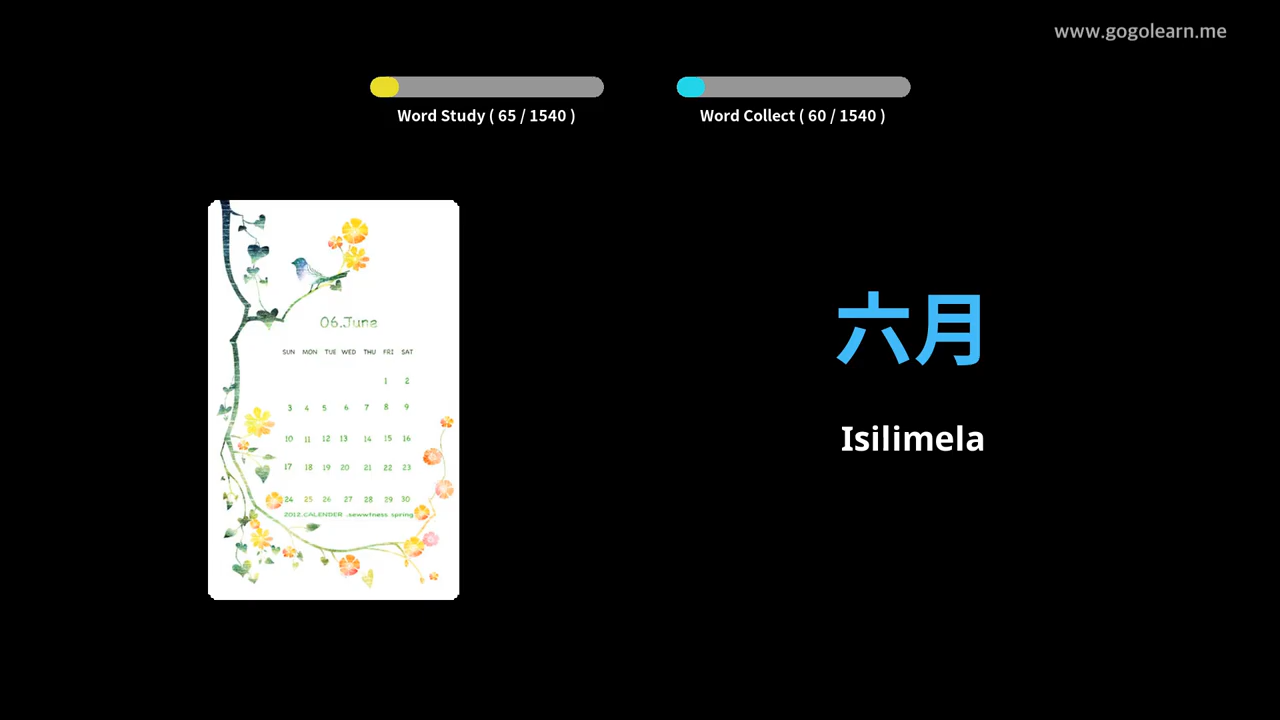 www.gogolearn.me
Word Study ( 65 / 1540 )
Word Collect ( 60 / 1540 )
06.June
SUN MON TUE WED THU FRI SAT
1 2
3 4 5 6 7 8 9
10 11 12 13 14 15 16
17 18 19 20 21 22 23
24 25 26 27 28 29 30
2012.CALENDER .sewwtness spring
六月
Isilimela